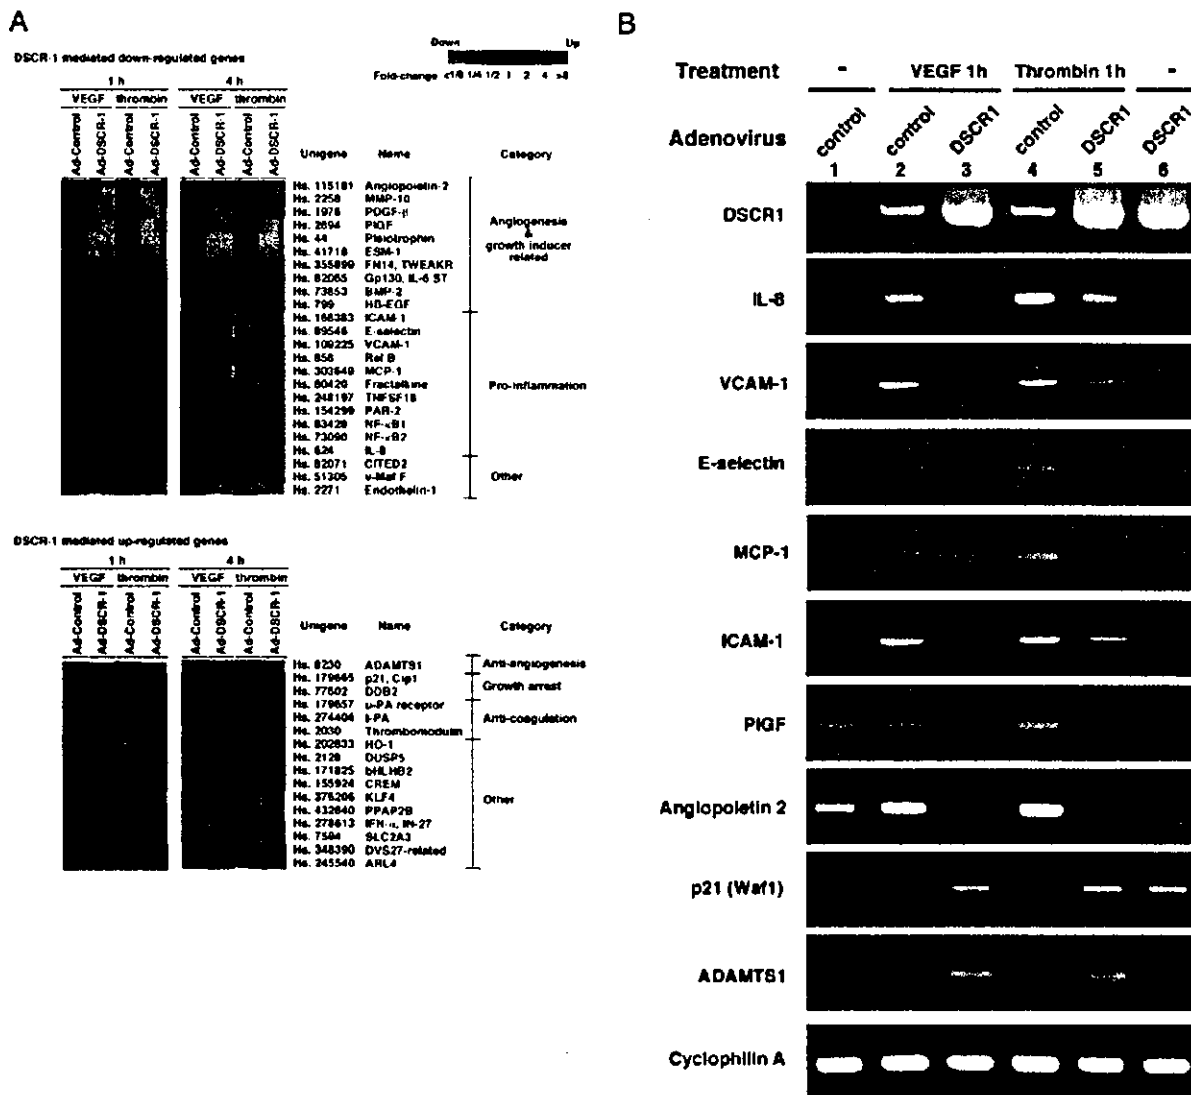 A
DSCR-1 mediated down-regulated genes
Down Up
Fold-change <1/8 1/4 1/2 1 2 4 >8
1 h 4 h
VEGF thrombin VEGF thrombin
Ad-Control Ad-DSCR-1 Ad-Control Ad-DSCR-1 Ad-Control Ad-DSCR-1 Ad-Control Ad-DSCR-1
Unigene Name Category
Hs. 115181 Angiopoietin-2
Hs. 2258 MMP-10
Hs. 1976 PDGF-β
Hs. 2894 PlGF
Hs. 44 Pleiotrophin
Hs. 41716 ESM-1
Hs. 355899 FN14, TWEAKR
Hs. 82065 Gp130, IL-6 ST
Hs. 73853 BMP-2
Hs. 799 HB-EGF
Angiogenesis
&
growth inducer
related
Hs. 168383 ICAM-1
Hs. 89546 E-selectin
Hs. 109225 VCAM-1
Hs. 858 Rel B
Hs. 303649 MCP-1
Hs. 80420 Fractalkine
Hs. 248197 TNFSF18
Hs. 154299 PAR-2
Hs. 83428 NF-κB1
Hs. 73090 NF-κB2
Hs. 624 IL-8
Pro-inflammation
Hs. 82071 CITED2
Hs. 51305 v-Maf F
Hs. 2271 Endothelin-1
Other
DSCR-1 mediated up-regulated genes
1 h 4 h
VEGF thrombin VEGF thrombin
Ad-Control Ad-DSCR-1 Ad-Control Ad-DSCR-1 Ad-Control Ad-DSCR-1 Ad-Control Ad-DSCR-1
Unigene Name Category
Hs. 8230 ADAMTS1
Anti-angiogenesis
Hs. 179665 p21, Cip1
Hs. 77602 DDB2
Growth arrest
Hs. 179657 u-PA receptor
Hs. 274404 t-PA
Hs. 2030 Thrombomodulin
Anti-coagulation
Hs. 202833 HO-1
Hs. 2128 DUSP5
Hs. 171825 bHLHB2
Hs. 155924 CREM
Hs. 376206 KLF4
Hs. 432840 PPAP2B
Hs. 278613 IFN-α, IN-27
Hs. 7594 SLC2A3
Hs. 348390 DVS27-related
Hs. 245540 ARL4
Other
B
Treatment - VEGF 1h Thrombin 1h -
Adenovirus control control DSCR1 control DSCR1 DSCR1
1 2 3 4 5 6
DSCR1
IL-8
VCAM-1
E-selectin
MCP-1
ICAM-1
PlGF
Angiopoietin 2
p21 (Waf1)
ADAMTS1
Cyclophilin A